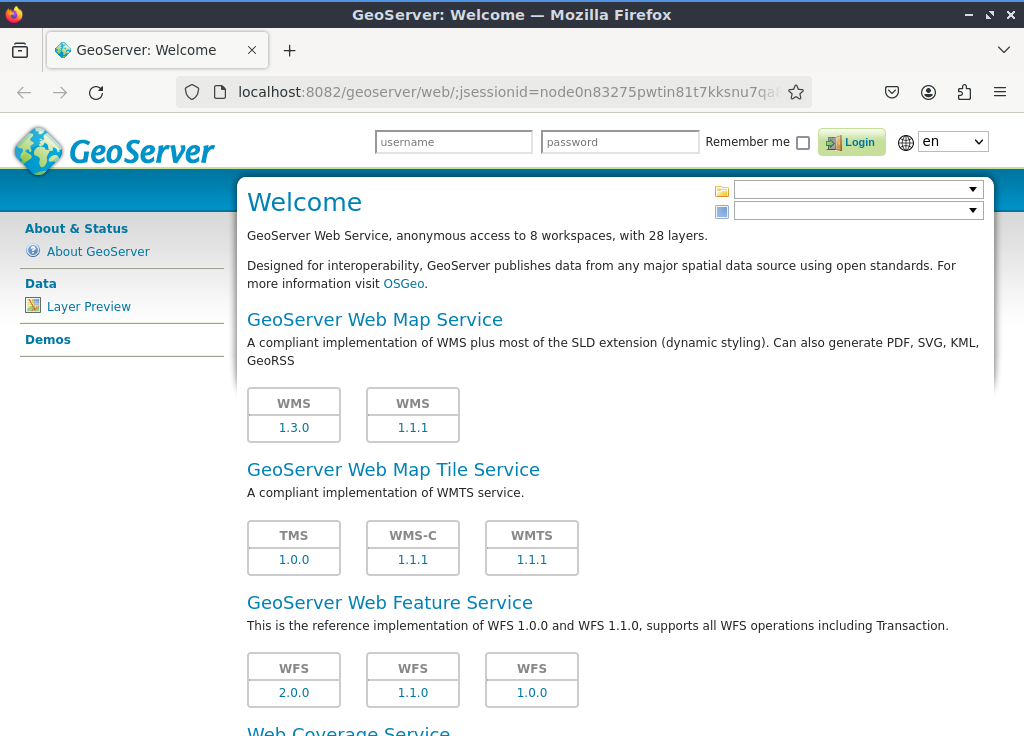 GeoServer: Welcome — Mozilla Firefox
GeoServer: Welcome
localhost:8082/geoserver/web/;jsessionid=node0n83275pwtin81t7kksnu7qa
GeoServer
username
password
Remember me
Login
en
Welcome
About & Status
About GeoServer
Data
Layer Preview
Demos
GeoServer Web Service, anonymous access to 8 workspaces, with 28 layers.
Designed for interoperability, GeoServer publishes data from any major spatial data source using open standards. For
more information visit OSGeo.
GeoServer Web Map Service
A compliant implementation of WMS plus most of the SLD extension (dynamic styling). Can also generate PDF, SVG, KML,
GeoRSS
WMS WMS
1.3.0 1.1.1
GeoServer Web Map Tile Service
A compliant implementation of WMTS service.
TMS WMS-C WMTS
1.0.0 1.1.1 1.1.1
GeoServer Web Feature Service
This is the reference implementation of WFS 1.0.0 and WFS 1.1.0, supports all WFS operations including Transaction.
WFS WFS WFS
2.0.0 1.1.0 1.0.0
Web Coverage Service